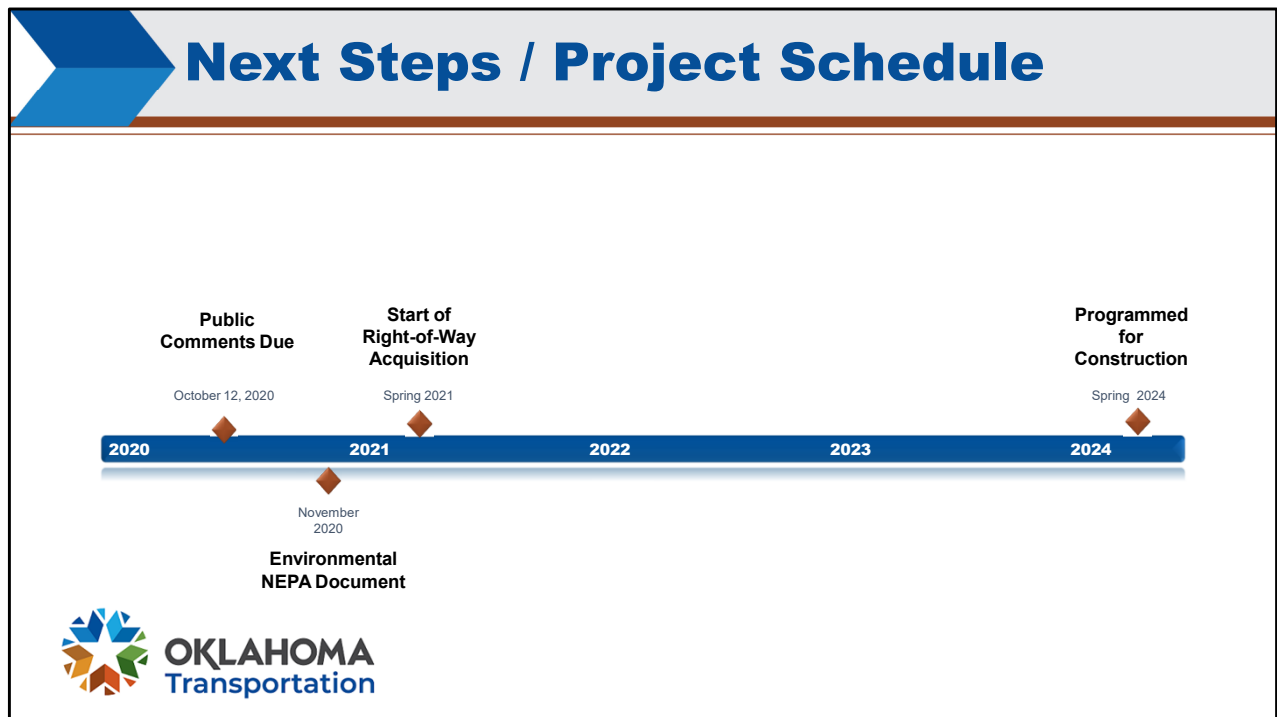 Next Steps / Project Schedule
Public
Comments Due
October 12, 2020
Start of
Right-of-Way
Acquisition
Spring 2021
Programmed
for
Construction
Spring 2024
2020 2021 2022 2023 2024
November
2020
Environmental
NEPA Document
OKLAHOMA
Transportation